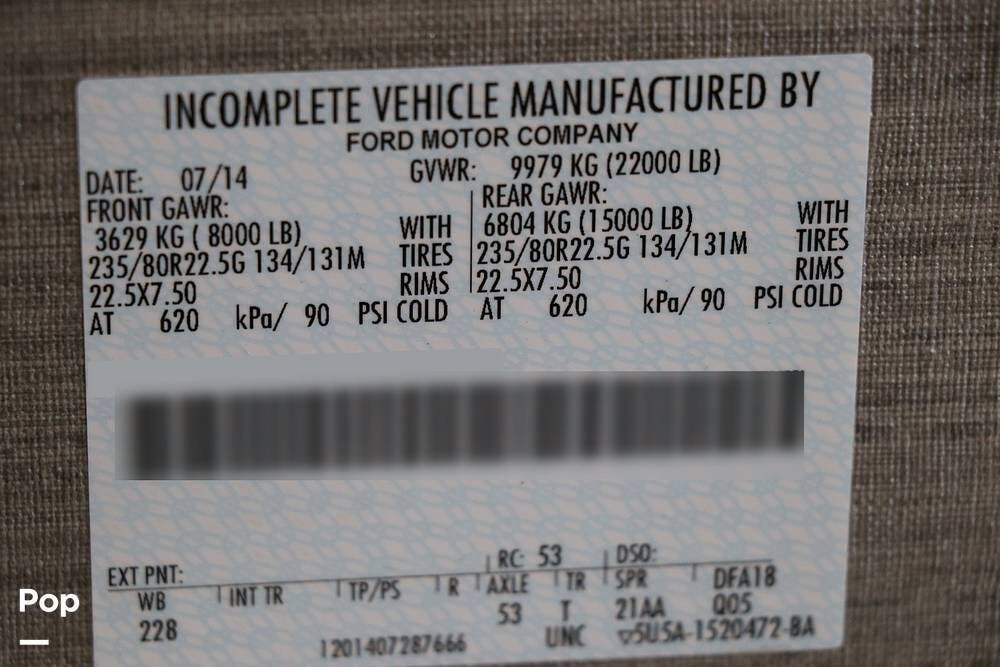 INCOMPLETE VEHICLE MANUFACTURED BY
FORD MOTOR COMPANY
DATE: 07/14 GVWR: 9979 KG (22000 LB)
FRONT GAWR: REAR GAWR:
3629 KG ( 8000 LB) WITH 6804 KG (15000 LB) WITH
235/80R22.5G 134/131M TIRES 235/80R22.5G 134/131M TIRES
22.5X7.50 RIMS 22.5X7.50 RIMS
AT 620 kPa/ 90 PSI COLD AT 620 kPa/ 90 PSI COLD
EXT PNT: RC: 53 DSO:
WB INT TR TP/PS R AXLE TR SPR DFA18
228 53 T 21AA Q05
1201407287666 UNC ▽5U5A-1520472-BA
Pop